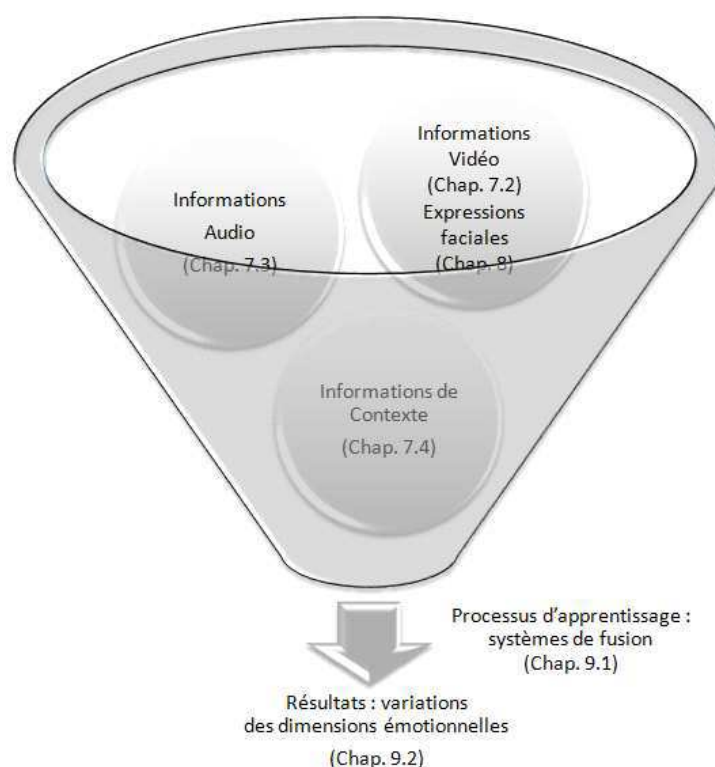 Informations
Vidéo
(Chap. 7.2)
Expressions
faciales
(Chap. 8)
Informations
Audio
(Chap. 7.3)
Informations de
Contexte
(Chap. 7.4)
Processus d'apprentissage :
systèmes de fusion
(Chap. 9.1)
Résultats : variations
des dimensions émotionnelles
(Chap. 9.2)